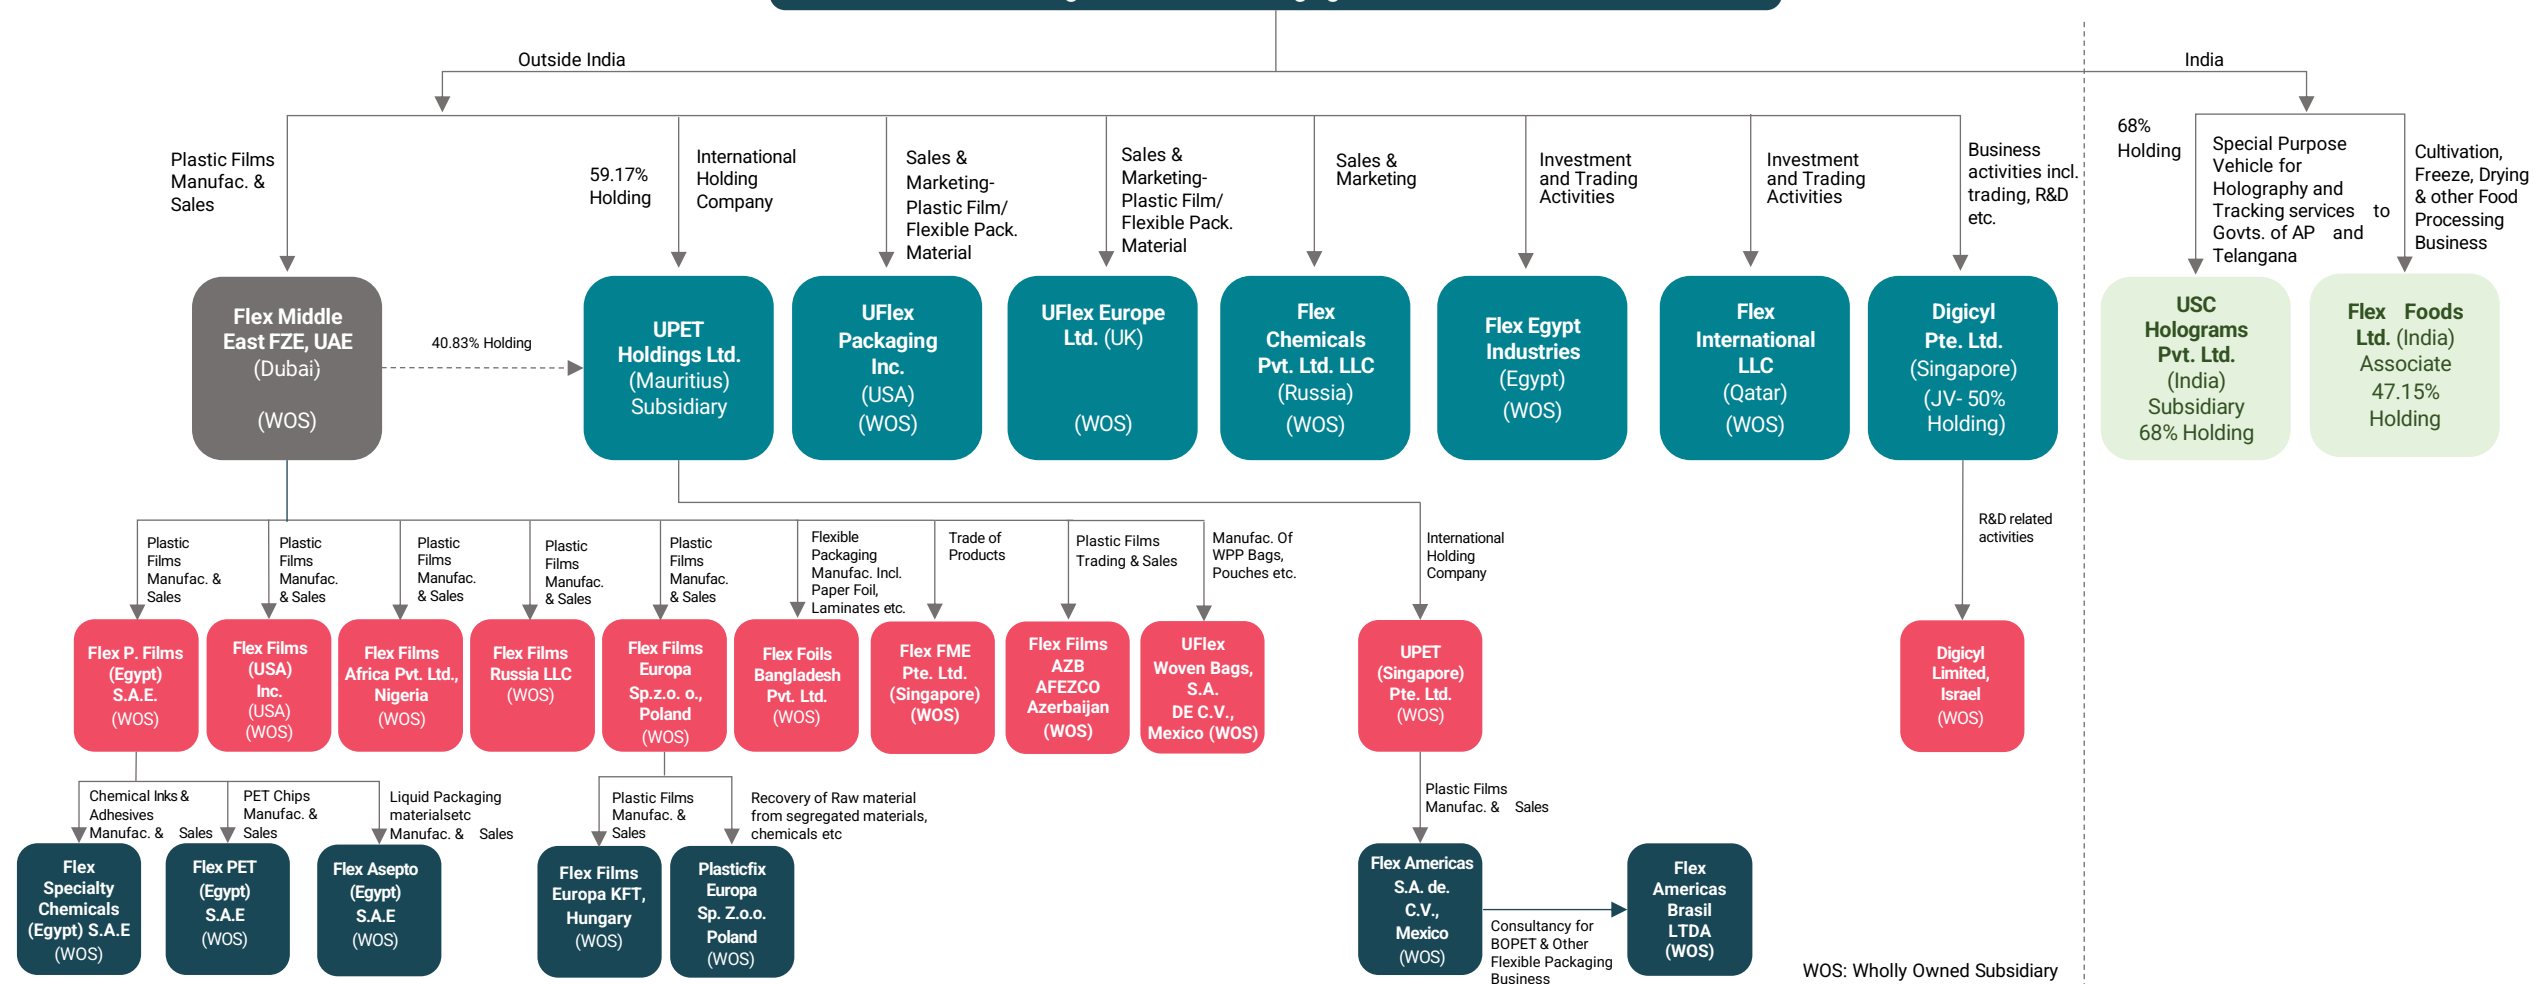 Outside India
India
Plastic Films
Manufac. &
Sales
59.17%
Holding
International
Holding
Company
Sales &
Marketing-
Plastic Film/
Flexible Pack.
Material
Sales &
Marketing-
Plastic Film/
Flexible Pack.
Material
Sales &
Marketing
Investment
and Trading
Activities
Investment
and Trading
Activities
Business
activities incl.
trading, R&D
etc.
68%
Holding
Special Purpose
Vehicle for
Holography and
Tracking services to
Govts. of AP and
Telangana
Cultivation,
Freeze, Drying
& other Food
Processing
Business
Flex Middle
East FZE, UAE
(Dubai)
(WOS)
40.83% Holding
UPET
Holdings Ltd.
(Mauritius)
Subsidiary
UFlex
Packaging
Inc.
(USA)
(WOS)
UFlex Europe
Ltd. (UK)
(WOS)
Flex
Chemicals
Pvt. Ltd. LLC
(Russia)
(WOS)
Flex Egypt
Industries
(Egypt)
(WOS)
Flex
International
LLC
(Qatar)
(WOS)
Digicyl
Pte. Ltd.
(Singapore)
(JV- 50%
Holding)
USC
Holograms
Pvt. Ltd.
(India)
Subsidiary
68% Holding
Flex Foods
Ltd. (India)
Associate
47.15%
Holding
Plastic
Films
Manufac. &
Sales
Plastic
Films
Manufac.
& Sales
Plastic
Films
Manufac.
& Sales
Plastic
Films
Manufac.
& Sales
Plastic
Films
Manufac.
& Sales
Flexible
Packaging
Manufac. Incl.
Paper Foil,
Laminates etc.
Trade of
Products
Plastic Films
Trading & Sales
Manufac. Of
WPP Bags,
Pouches etc.
International
Holding
Company
R&D related
activities
Flex P. Films
(Egypt)
S.A.E.
(WOS)
Flex Films
(USA)
Inc.
(USA)
(WOS)
Flex Films
Africa Pvt. Ltd.,
Nigeria
(WOS)
Flex Films
Russia LLC
(WOS)
Flex Films
Europa
Sp.z.o. o.,
Poland
(WOS)
Flex Foils
Bangladesh
Pvt. Ltd.
(WOS)
Flex FME
Pte. Ltd.
(Singapore)
(WOS)
Flex Films
AZB
AFEZCO
Azerbaijan
(WOS)
UFlex
Woven Bags,
S.A.
DE C.V.,
Mexico (WOS)
UPET
(Singapore)
Pte. Ltd.
(WOS)
Digicyl
Limited,
Israel
(WOS)
Chemical Inks &
Adhesives
Manufac. & Sales
PET Chips
Manufac. &
Sales
Liquid Packaging
materialsetc
Manufac. & Sales
Plastic Films
Manufac. &
Sales
Recovery of Raw material
from segregated materials,
chemicals etc
Plastic Films
Manufac. & Sales
Flex
Specialty
Chemicals
(Egypt) S.A.E
(WOS)
Flex PET
(Egypt)
S.A.E
(WOS)
Flex Asepto
(Egypt)
S.A.E
(WOS)
Flex Films
Europa KFT,
Hungary
(WOS)
Plasticfix
Europa
Sp. Z.o.o.
Poland
(WOS)
Flex Americas
S.A. de.
C.V.,
Mexico
(WOS)
Consultancy for
BOPET & Other
Flexible Packaging
Business
Flex
Americas
Brasil
LTDA
(WOS)
WOS: Wholly Owned Subsidiary